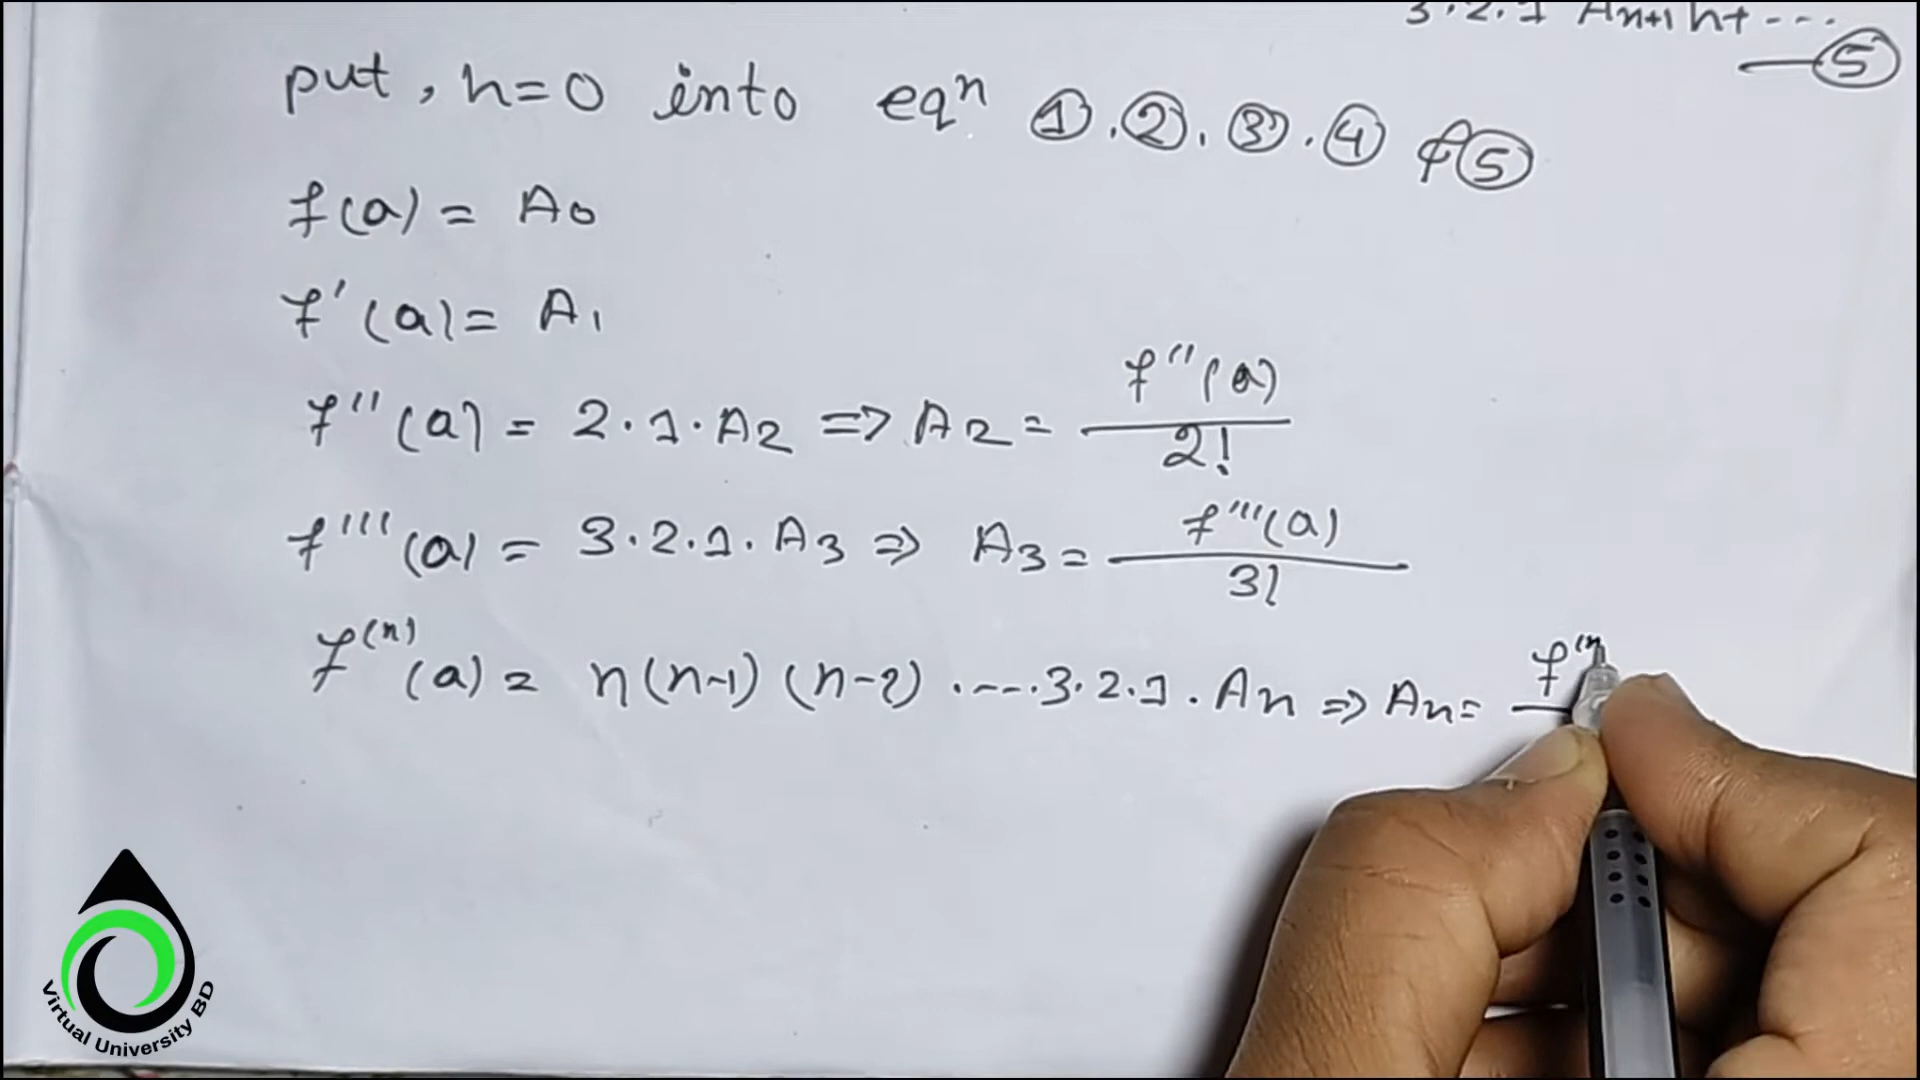 3.2.1 An+1 h+ ---
— ⑤
put, h=0 into eqⁿ ①.②.③.④ & ⑤
f(a) = A₀
f'(a) = A₁
f''(a) = 2.1.A₂ => A₂ = f''(a) / 2!
f'''(a) = 3.2.1.A₃ => A₃ = f'''(a) / 3!
f⁽ⁿ⁾(a) = n(n-1)(n-2) .---.3.2.1.An => An = f⁽ⁿ
Virtual University BD